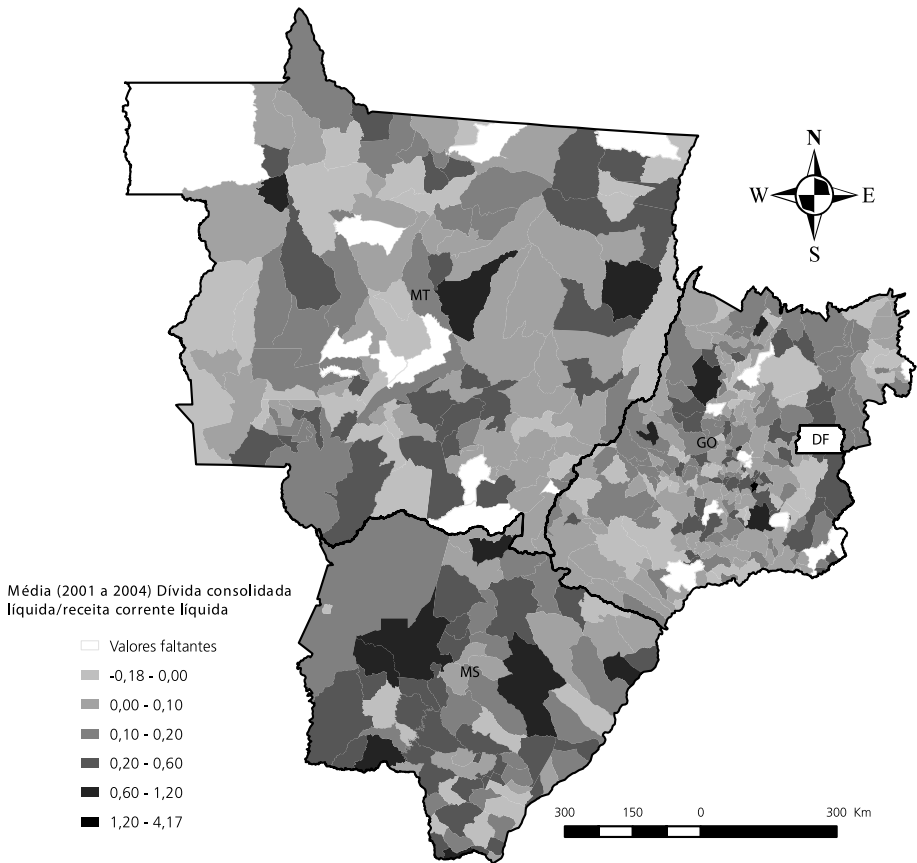 N
W E
S
MT
GO
DF
MS
Média (2001 a 2004) Dívida consolidada
líquida/receita corrente líquida
Valores faltantes
-0,18 - 0,00
0,00 - 0,10
0,10 - 0,20
0,20 - 0,60
0,60 - 1,20
1,20 - 4,17
300 150 0 300 Km